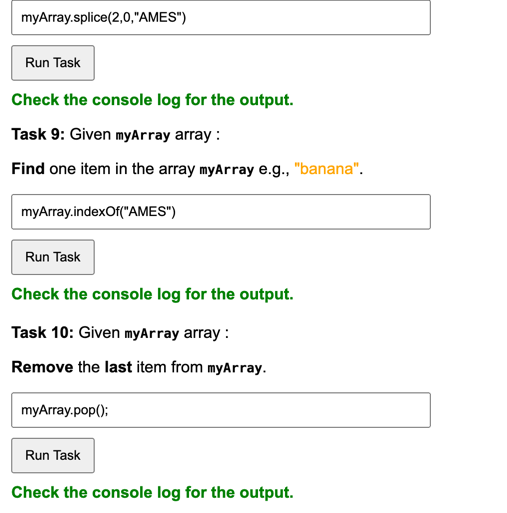 myArray.splice(2,0,"AMES")
Run Task
Check the console log for the output.
Task 9: Given myArray array :
Find one item in the array myArray e.g., "banana".
myArray.indexOf("AMES")
Run Task
Check the console log for the output.
Task 10: Given myArray array :
Remove the last item from myArray.
myArray.pop();
Run Task
Check the console log for the output.